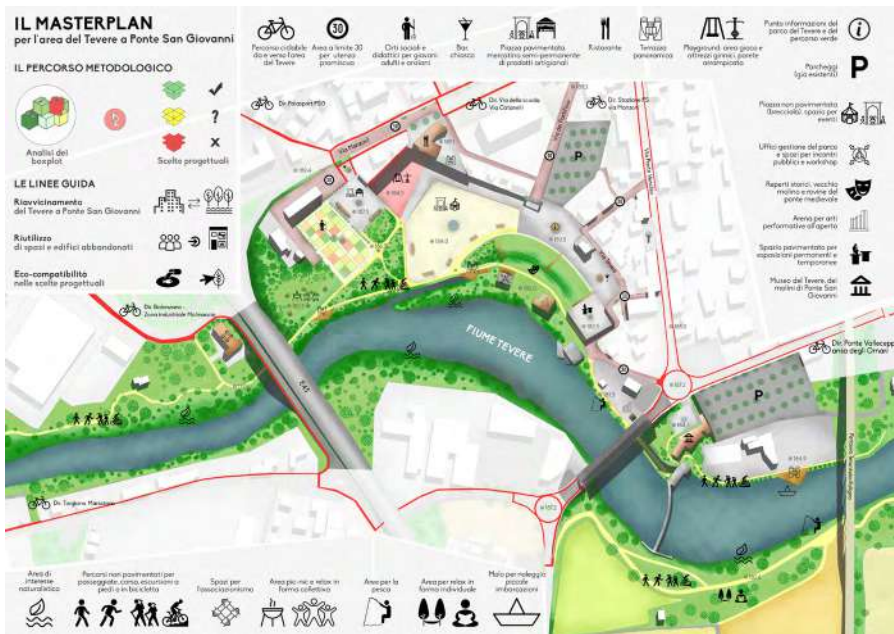 IL MASTERPLAN
per l'area del Tevere a Ponte San Giovanni
IL PERCORSO METODOLOGICO
Analisi dei
boxplot
?
Scelte progettuali
LE LINEE GUIDA
Riavvicinamento
del Tevere a Ponte San Giovanni
Riutilizzo
di spazi e edifici abbandonati
Eco-compatibilità
nelle scelte progettuali
30
Percorso ciclabile
da e verso l'area
del Tevere
Area a limite 30
per utenza
promiscua
Orti sociali e
didattici per giovani
adulti e anziani
Bar,
chiosco
Piazza pavimentata,
mercatino semi-permanente
di prodotti artigianali
Ristorante
Terrazza
panoramica
Playground: area gioco e
attrezzi ginnici, parete
arrampicata
Punto informazioni del
parco del Tevere e del
percorso verde
i
Parcheggi
(già esistenti)
P
Piazza non pavimentata
(brecciolo), spazio per
eventi
Uffici gestione del parco
e spazi per incontri
pubblici e workshop
Reperti storici, vecchio
molino e rovine del
ponte medievale
Arena per arti
performative all'aperto
Spazio pavimentato per
esposizioni permanenti e
temporanee
Museo del Tevere, dei
molini di Ponte San
Giovanni
Via Manzoni
P
FIUME TEVERE
E45
P
Area di
interesse
naturalistico
Percorsi non pavimentati per
passeggiate, corsa, escursioni a
piedi o in bicicletta
Spazi per
l'associazionismo
Area pic-nic e relax in
forma collettiva
Area per la
pesca
Area per relax in
forma individuale
Molo per noleggio
piccole
imbarcazioni